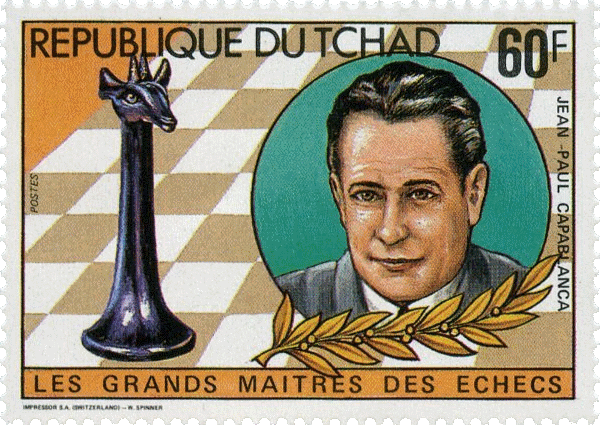 REPUBLIQUE DU TCHAD
60F
JEAN-PAUL CAPABLANCA
POSTES
LES GRANDS MAITRES DES ECHECS
IMPRESSOR S.A. (SWITZERLAND) — W. SPINNER